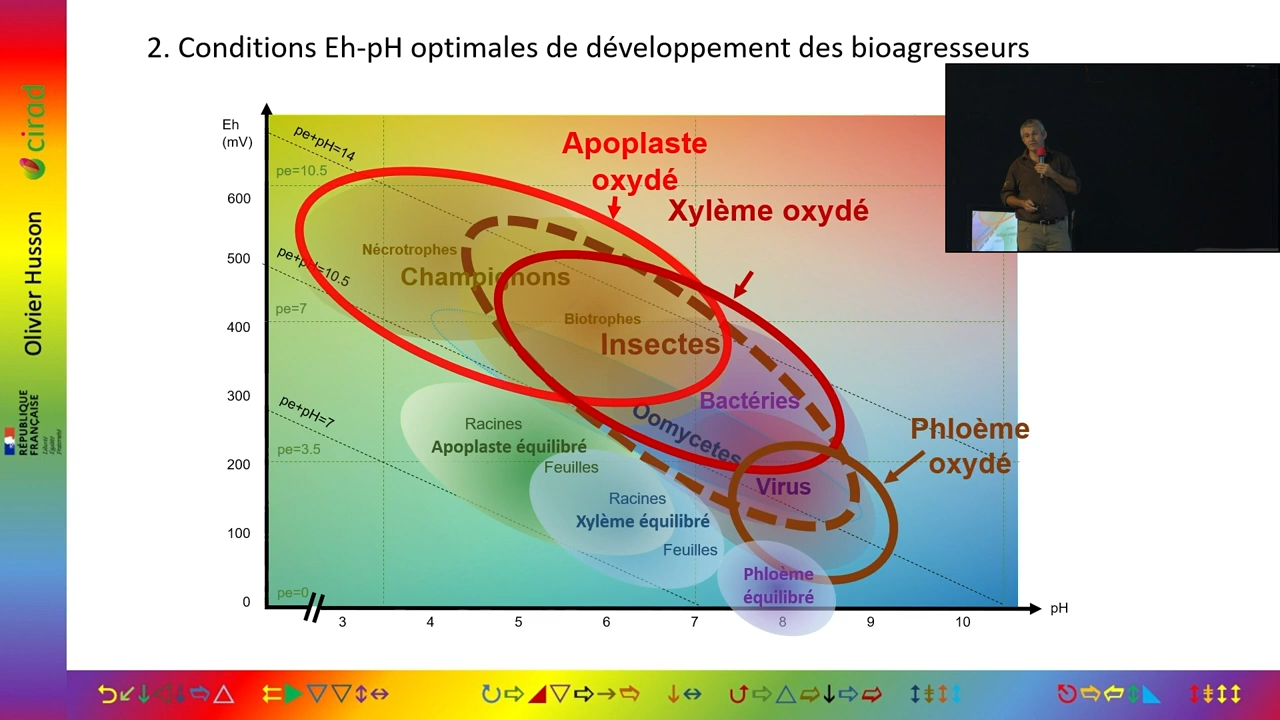 2. Conditions Eh-pH optimales de développement des bioagresseurs
cirad
Olivier Husson
RÉPUBLIQUE
FRANÇAISE
Liberté
Égalité
Fraternité
Eh
(mV)
600
500
400
300
200
100
0
3
4
5
6
7
8
9
10
pH
pe+pH=14
pe=10.5
pe+pH=10.5
pe=7
pe+pH=7
pe=3.5
pe=0
Apoplaste
oxydé
Xylème oxydé
Nécrotrophes
Champignons
Biotrophes
Insectes
Bactéries
Oomycetes
Virus
Phloème
oxydé
Racines
Apoplaste équilibré
Feuilles
Racines
Xylème équilibré
Feuilles
Phloème
équilibré